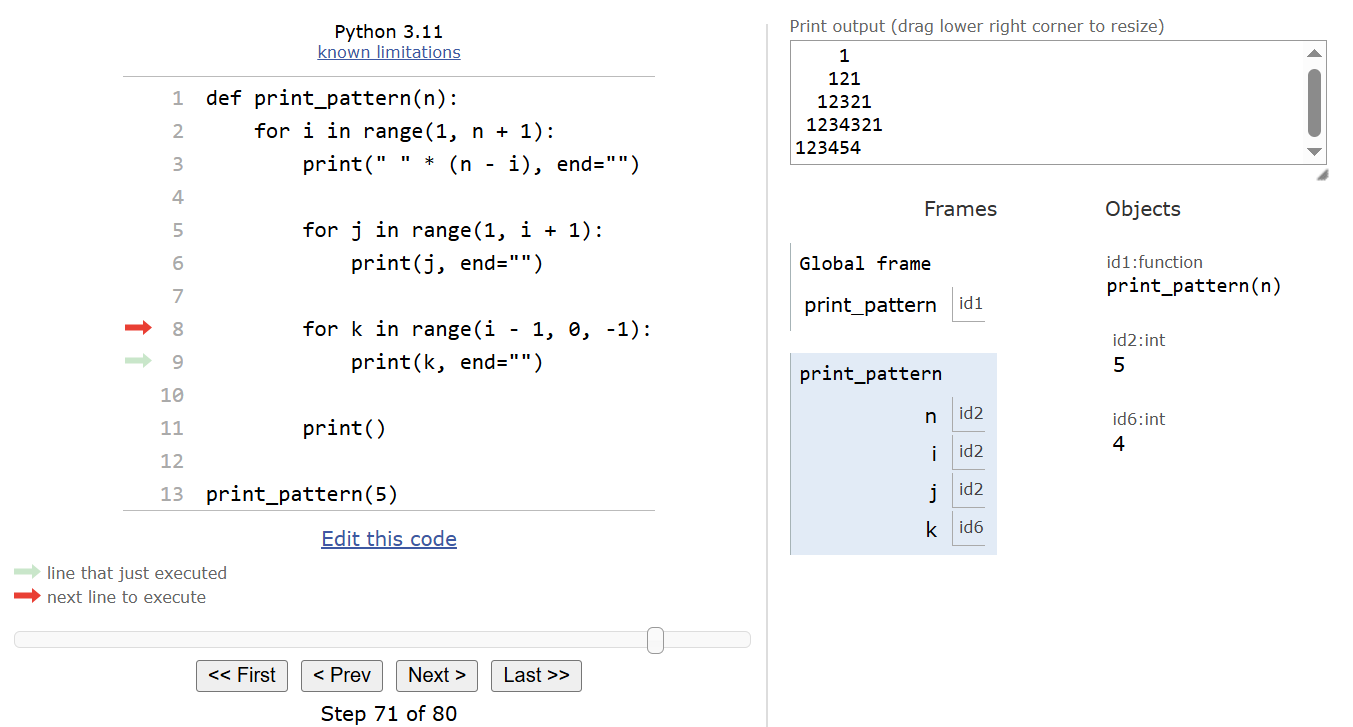 Python 3.11
known limitations
1 def print_pattern(n):
2     for i in range(1, n + 1):
3         print(" " * (n - i), end="")
4
5         for j in range(1, i + 1):
6             print(j, end="")
7
8         for k in range(i - 1, 0, -1):
9             print(k, end="")
10
11         print()
12
13 print_pattern(5)
Edit this code
line that just executed
next line to execute
<< First < Prev Next > Last >>
Step 71 of 80
Print output (drag lower right corner to resize)
    1
   121
  12321
 1234321
123454
Frames Objects
Global frame
print_pattern id1
print_pattern
n id2
i id2
j id2
k id6
id1:function
print_pattern(n)
id2:int
5
id6:int
4